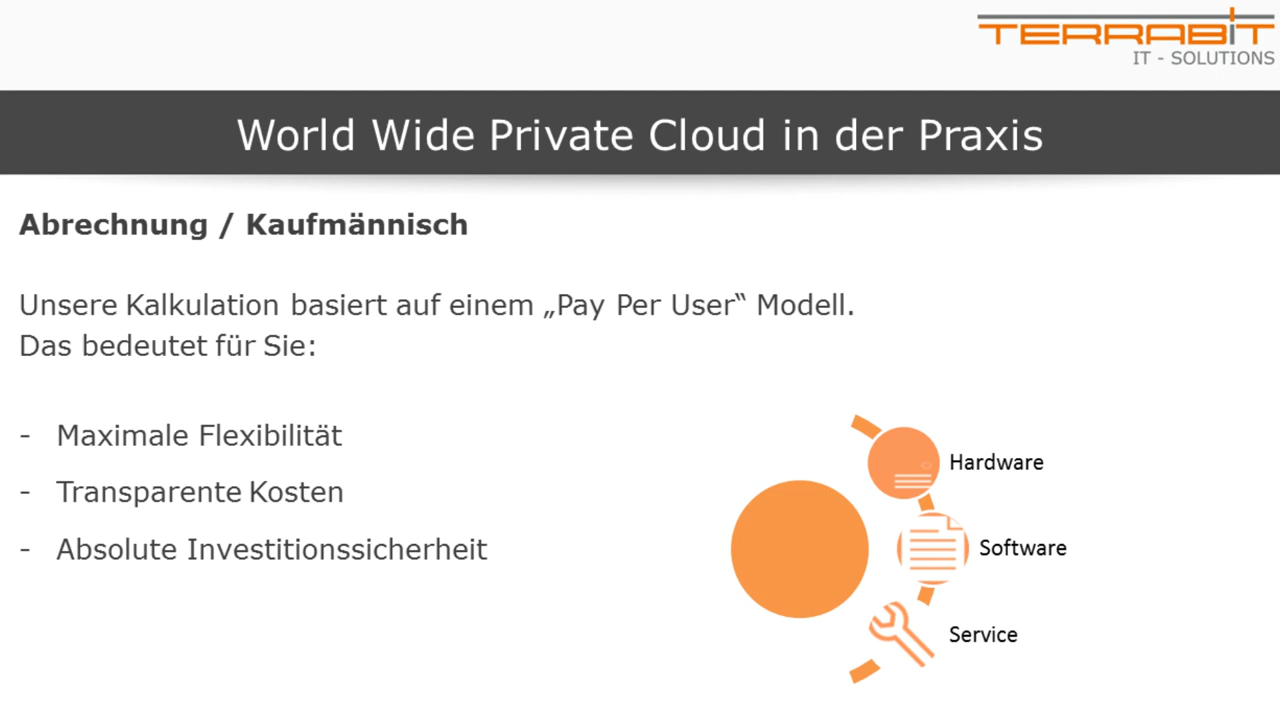 TERRABIT
IT - SOLUTIONS
World Wide Private Cloud in der Praxis
Abrechnung / Kaufmännisch
Unsere Kalkulation basiert auf einem „Pay Per User“ Modell.
Das bedeutet für Sie:
- Maximale Flexibilität
- Transparente Kosten
- Absolute Investitionssicherheit
Hardware
Software
Service